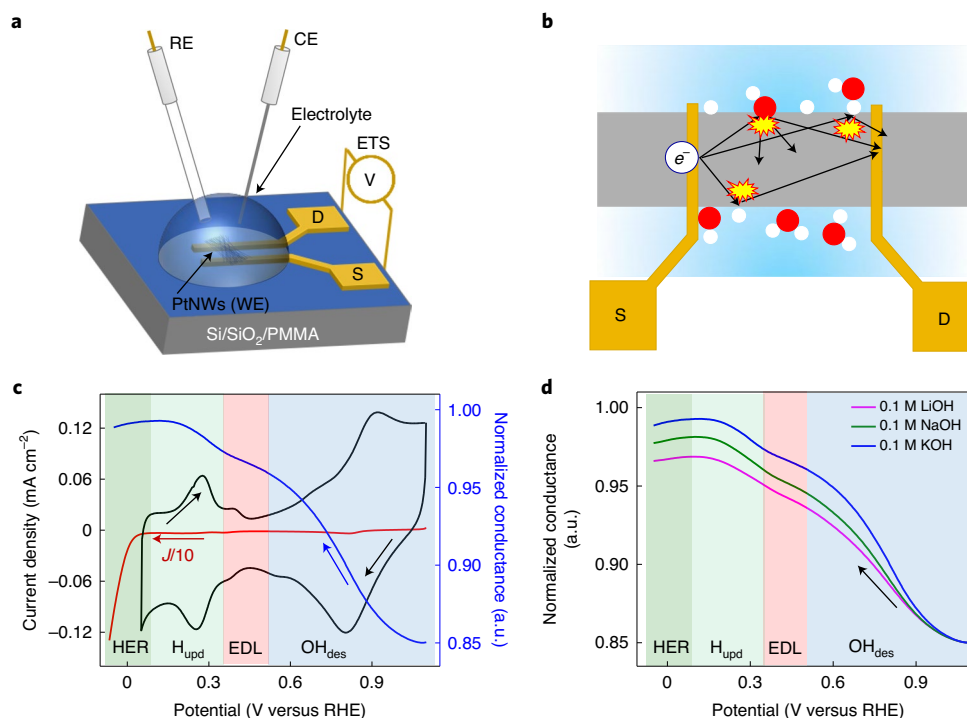 a
RE
CE
Electrolyte
ETS
V
D
S
PtNWs (WE)
Si/SiO₂/PMMA
b
e⁻
S
D
c
Current density (mA cm⁻²)
0.12
0.06
0
−0.06
−0.12
J/10
HER
H_upd
EDL
OH_des
0
0.3
0.6
0.9
Potential (V versus RHE)
1.00
0.95
0.90
0.85
Normalized conductance (a.u.)
d
Normalized conductance
(a.u.)
1.00
0.95
0.90
0.85
0.1 M LiOH
0.1 M NaOH
0.1 M KOH
HER
H_upd
EDL
OH_des
0
0.3
0.6
0.9
Potential (V versus RHE)